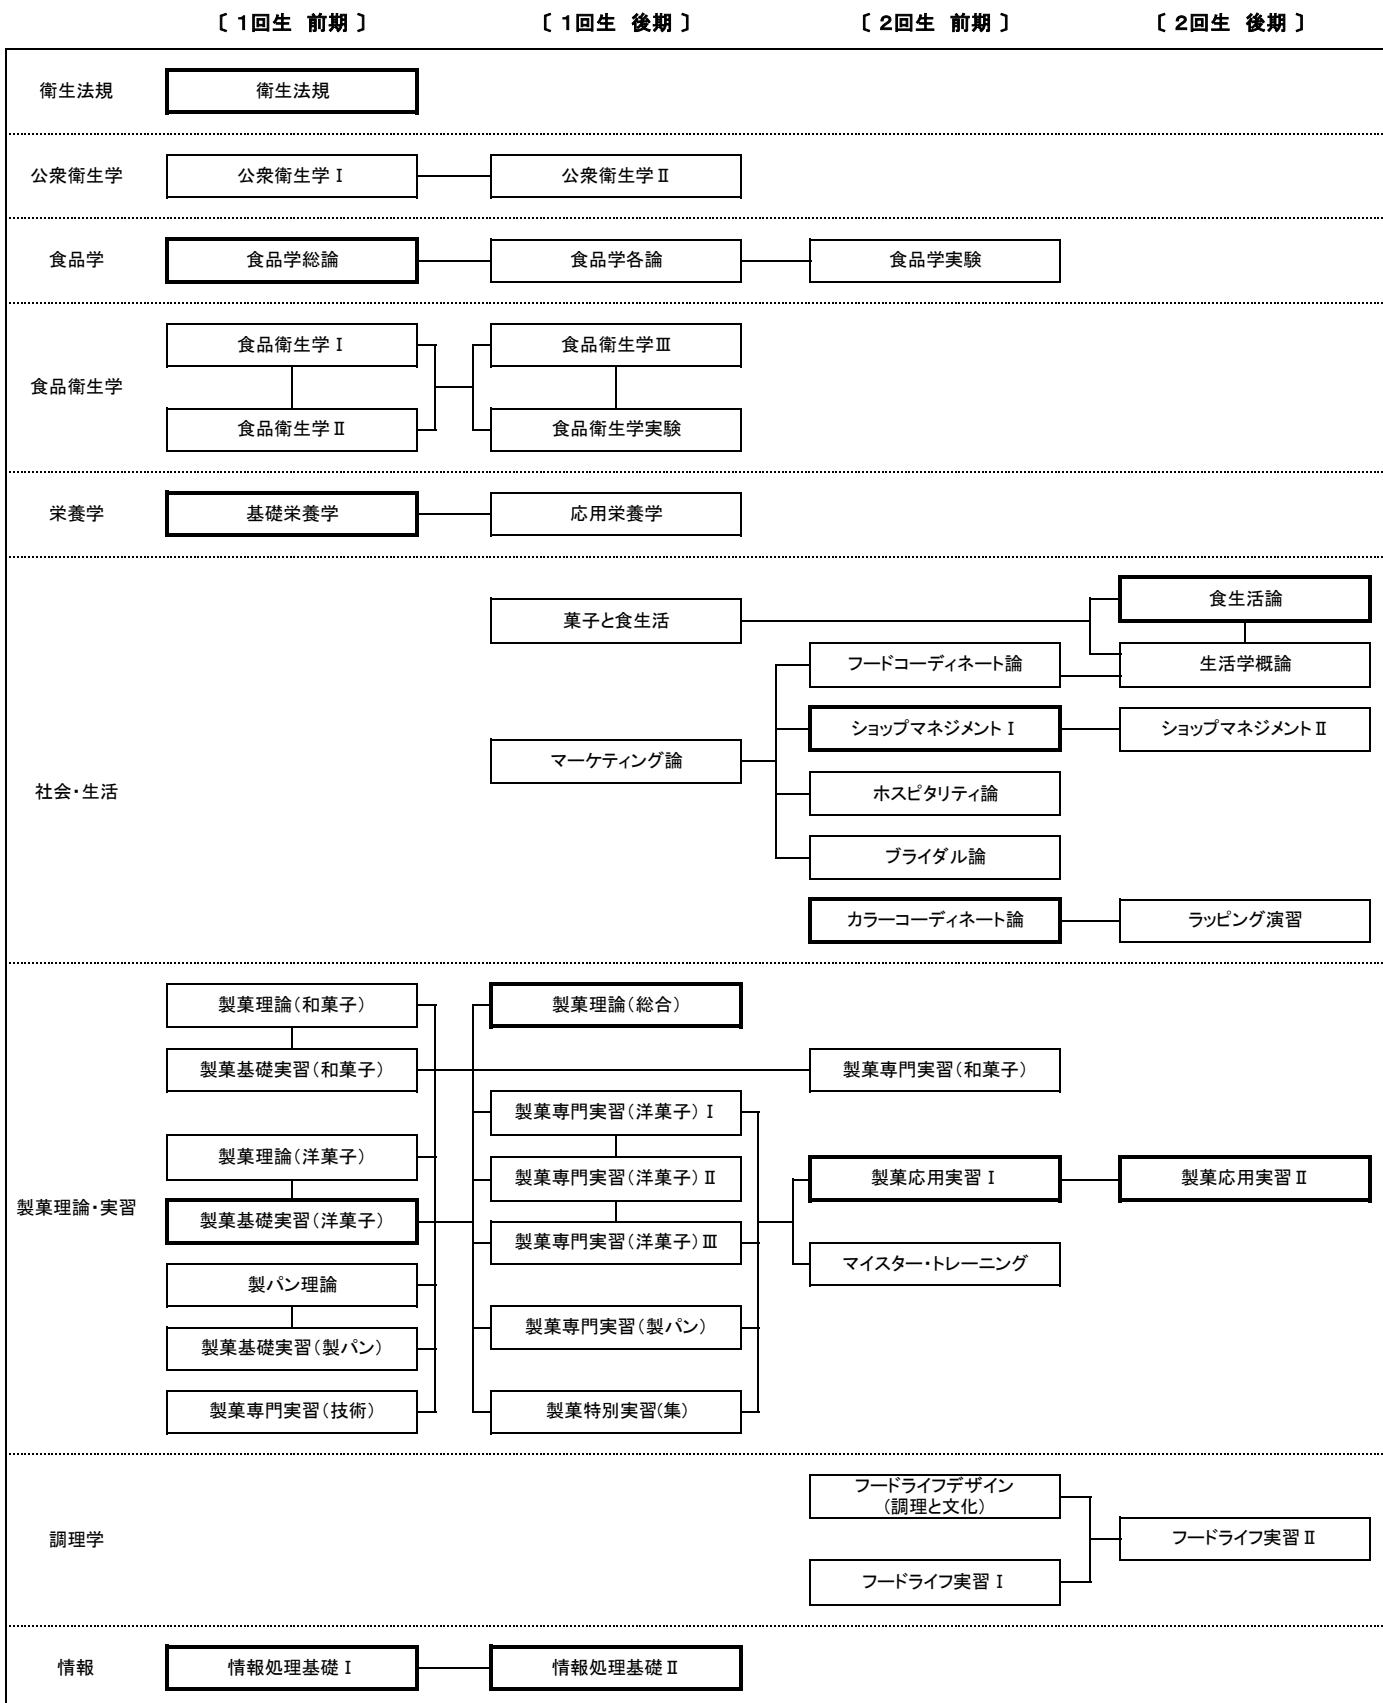 〔 1回生 前期 〕 〔 1回生 後期 〕 〔 2回生 前期 〕 〔 2回生 後期 〕
衛生法規 衛生法規
公衆衛生学 公衆衛生学Ⅰ 公衆衛生学Ⅱ
食品学 食品学総論 食品学各論 食品学実験
食品衛生学Ⅰ 食品衛生学Ⅲ
食品衛生学
食品衛生学Ⅱ 食品衛生学実験
栄養学 基礎栄養学 応用栄養学
食生活論
菓子と食生活
フードコーディネート論 生活学概論
ショップマネジメントⅠ ショップマネジメントⅡ
マーケティング論
社会・生活 ホスピタリティ論
ブライダル論
カラーコーディネート論 ラッピング演習
製菓理論(和菓子) 製菓理論(総合)
製菓基礎実習(和菓子) 製菓専門実習(和菓子)
製菓専門実習(洋菓子)Ⅰ
製菓理論(洋菓子)
製菓専門実習(洋菓子)Ⅱ 製菓応用実習Ⅰ 製菓応用実習Ⅱ
製菓理論・実習 製菓基礎実習(洋菓子)
製菓専門実習(洋菓子)Ⅲ
マイスター・トレーニング
製パン理論
製菓専門実習(製パン)
製菓基礎実習(製パン)
製菓専門実習(技術) 製菓特別実習(集)
フードライフデザイン
(調理と文化)
調理学 フードライフ実習Ⅱ
フードライフ実習Ⅰ
情報 情報処理基礎Ⅰ 情報処理基礎Ⅱ